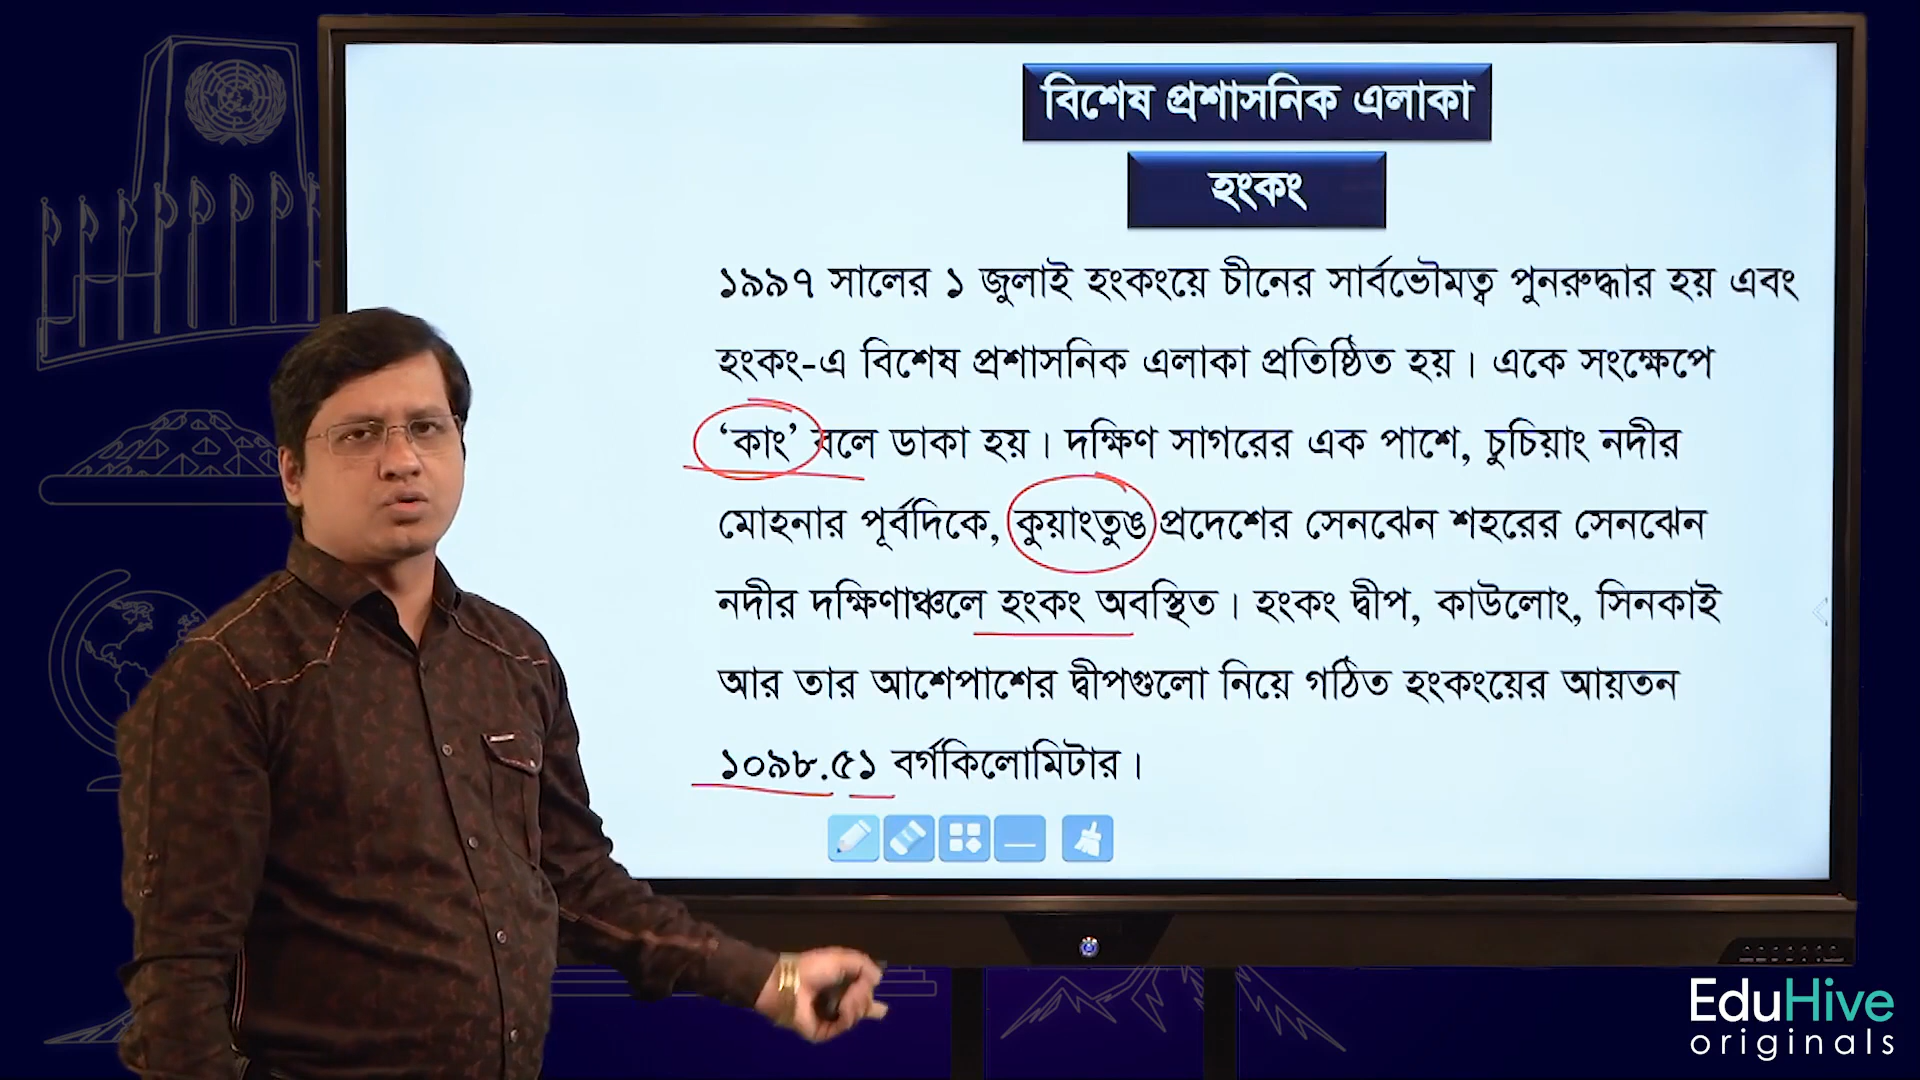 বিশেষ প্রশাসনিক এলাকা
হংকং
১৯৯৭ সালের ১ জুলাই হংকংয়ে চীনের সার্বভৌমত্ব পুনরুদ্ধার হয় এবং
হংকং-এ বিশেষ প্রশাসনিক এলাকা প্রতিষ্ঠিত হয়। একে সংক্ষেপে
‘কাং’ বলে ডাকা হয়। দক্ষিণ সাগরের এক পাশে, চুচিয়াং নদীর
মোহনার পূর্বদিকে, কুয়াংতুঙ প্রদেশের সেনঝেন শহরের সেনঝেন
নদীর দক্ষিণাঞ্চলে হংকং অবস্থিত। হংকং দ্বীপ, কাউলোং, সিনকাই
আর তার আশেপাশের দ্বীপগুলো নিয়ে গঠিত হংকংয়ের আয়তন
১০৯৮.৫১ বর্গকিলোমিটার।
EduHive
originals